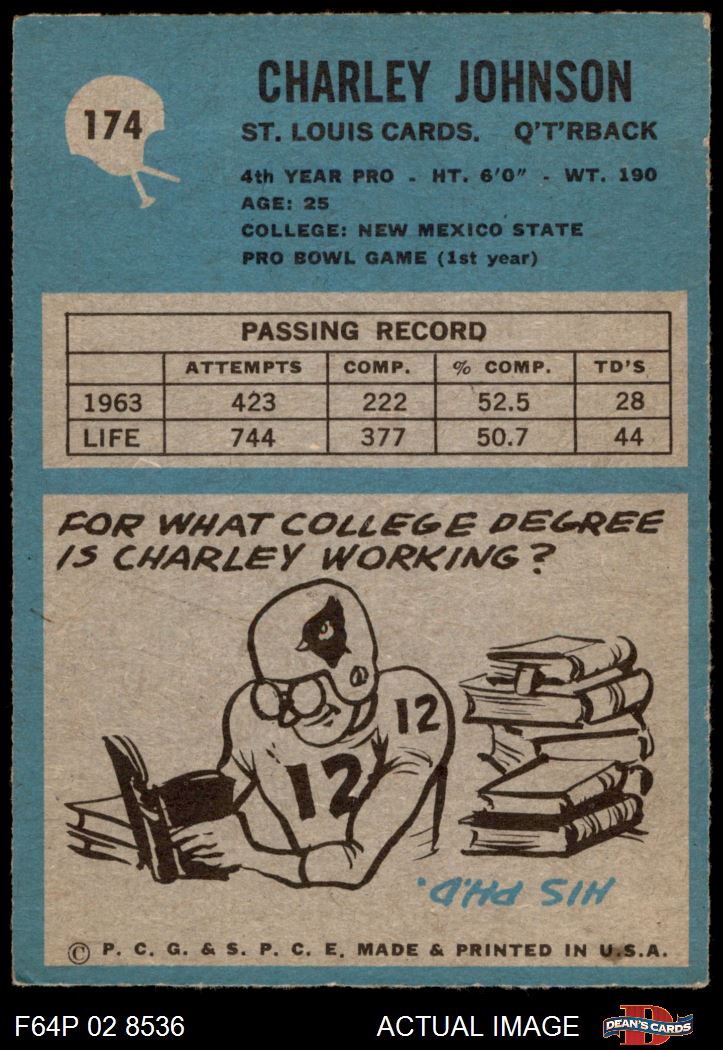 174
CHARLEY JOHNSON
ST. LOUIS CARDS. Q'T'RBACK
4th YEAR PRO - HT. 6'0" - WT. 190
AGE: 25
COLLEGE: NEW MEXICO STATE
PRO BOWL GAME (1st year)
PASSING RECORD
ATTEMPTS COMP. % COMP. TD'S
1963 423 222 52.5 28
LIFE 744 377 50.7 44
FOR WHAT COLLEGE DEGREE
IS CHARLEY WORKING?
12
12
HIS PH.D.
© P. C. G. & S. P. C. E. MADE & PRINTED IN U.S.A.
F64P 02 8536 ACTUAL IMAGE D DEAN'S CARDS